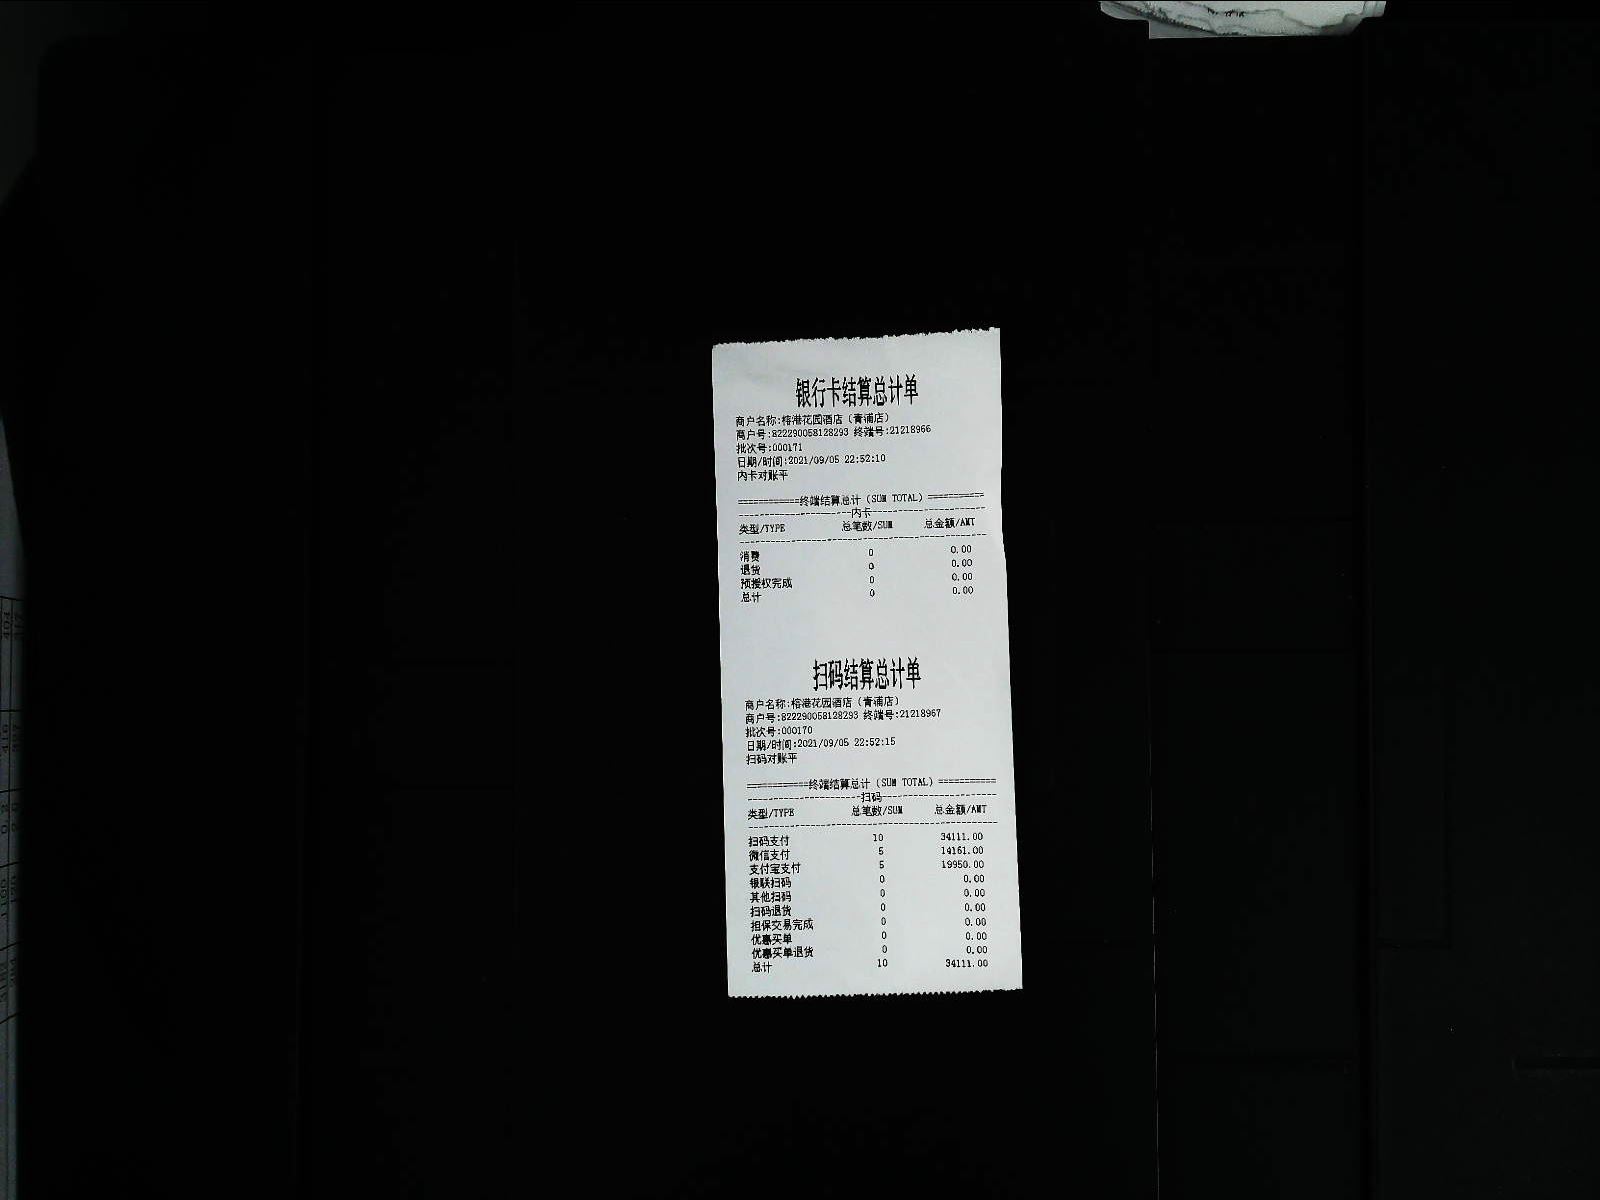 银行卡结算总计单
商户名称:榕港花园酒店(青浦店)
商户号:822290058128293 终端号:21218966
批次号:000171
日期/时间:2021/09/05 22:52:10
内卡对账平
===========终端结算总计(SUM TOTAL)==========
----------------------内卡----------------------
类型/TYPE 总笔数/SUM 总金额/AMT
消费 0 0.00
退货 0 0.00
预授权完成 0 0.00
总计 0 0.00
扫码结算总计单
商户名称:榕港花园酒店(青浦店)
商户号:822290058128293 终端号:21218967
批次号:000170
日期/时间:2021/09/05 22:52:15
扫码对账平
===========终端结算总计(SUM TOTAL)==========
----------------------扫码----------------------
类型/TYPE 总笔数/SUM 总金额/AMT
扫码支付 10 34111.00
微信支付 5 14161.00
支付宝支付 5 19950.00
银联扫码 0 0.00
其他扫码 0 0.00
扫码退货 0 0.00
担保交易完成 0 0.00
优惠买单 0 0.00
优惠买单退货 0 0.00
总计 10 34111.00